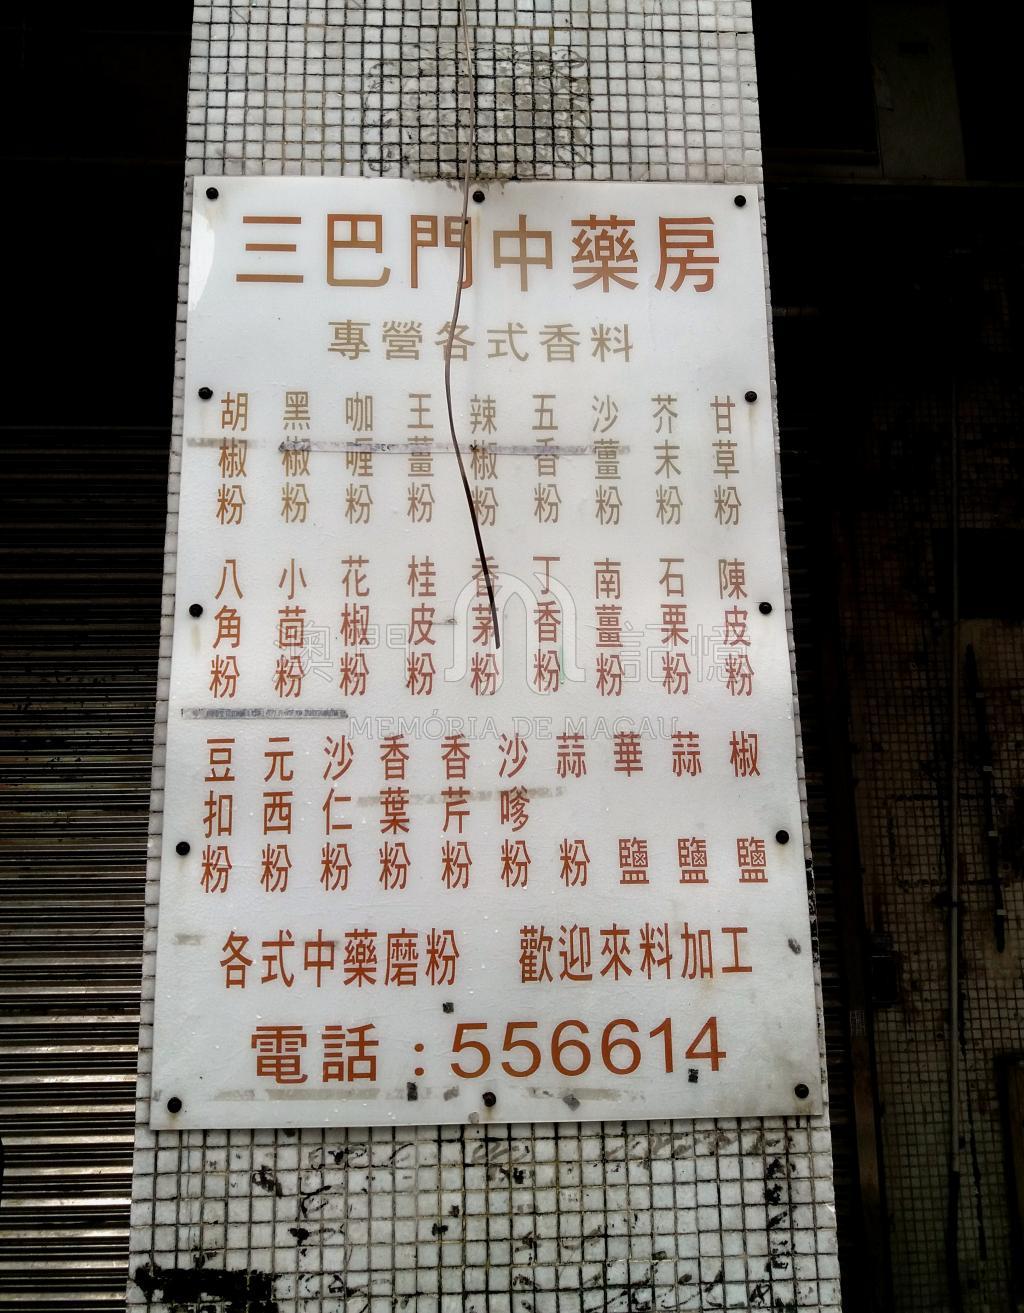 三巴門中藥房
專營各式香料
胡椒粉 黑椒粉 咖喱粉 王薑粉 辣椒粉 五香粉 沙薑粉 芥末粉 甘草粉
八角粉 小茴粉 花椒粉 桂皮粉 香茅粉 丁香粉 南薑粉 石栗粉 陳皮粉
豆扣粉 元西粉 沙仁粉 香葉粉 香芹粉 沙嗲粉 蒜粉 華鹽 蒜鹽 椒鹽
各式中藥磨粉 歡迎來料加工
電話：556614
澳門記憶
MEMÓRIA DE MACAU